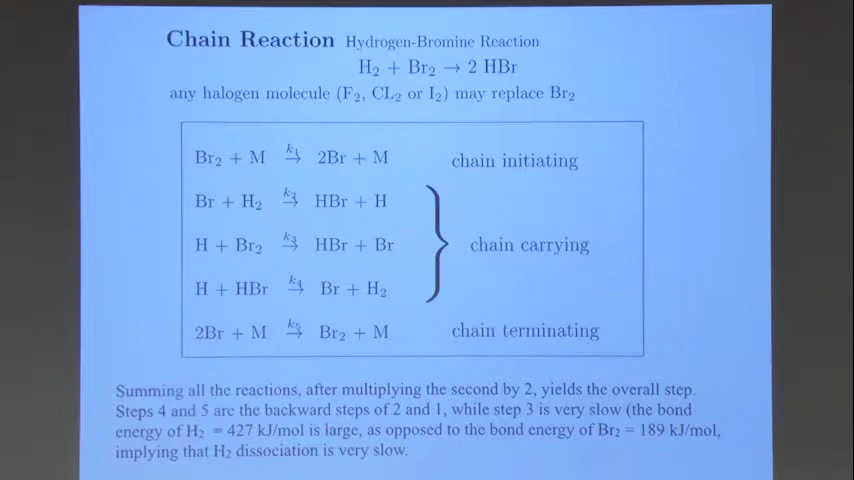 Chain Reaction Hydrogen-Bromine Reaction
H₂ + Br₂ → 2 HBr
any halogen molecule (F₂, CL₂ or I₂) may replace Br₂
Br₂ + M k₁→ 2Br + M chain initiating
Br + H₂ k₂→ HBr + H
H + Br₂ k₃→ HBr + Br chain carrying
H + HBr k₄→ Br + H₂
2Br + M k₅→ Br₂ + M chain terminating
Summing all the reactions, after multiplying the second by 2, yields the overall step.
Steps 4 and 5 are the backward steps of 2 and 1, while step 3 is very slow (the bond
energy of H₂ = 427 kJ/mol is large, as opposed to the bond energy of Br₂ = 189 kJ/mol,
implying that H₂ dissociation is very slow.